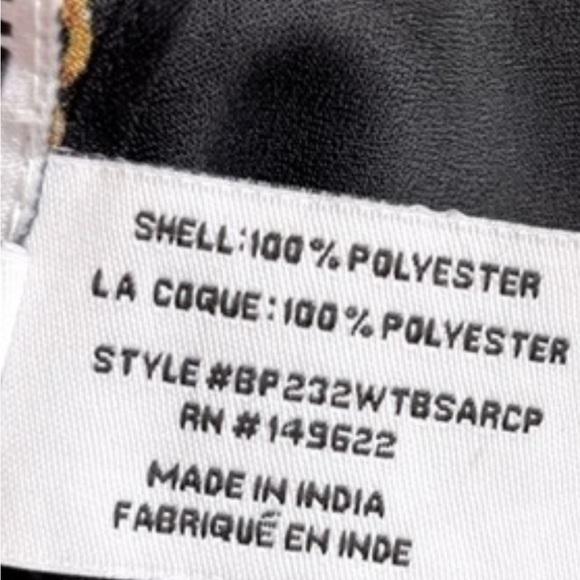 SHELL:100% POLYESTER
LA COQUE:100% POLYESTER
STYLE #BP232WTBSARCP
RN # 149622
MADE IN INDIA
FABRIQUÉ EN INDE